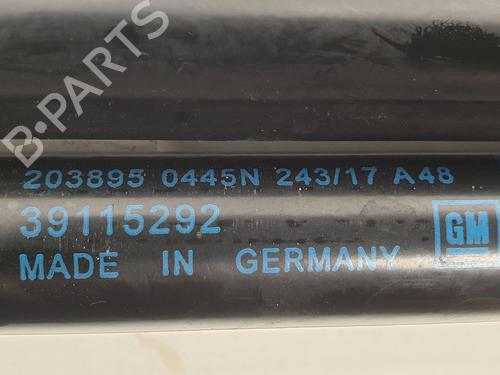 B-PARTS
203895 0445N 243/17 A48
39115292
GM
MADE IN GERMANY